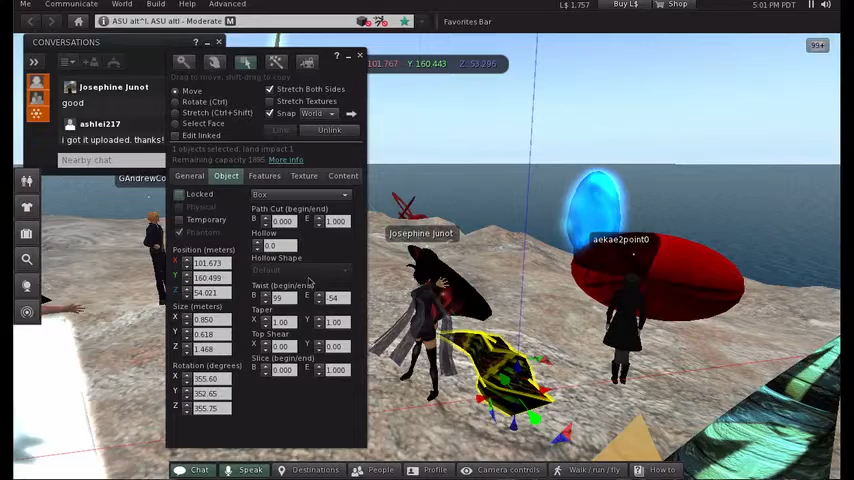 Me Communicate World Build Help Advanced
L$ 1,757 Buy L$ Shop 5:01 PM PDT
ASU alt^I, ASU altI - Moderate M
Favorites Bar
99+
CONVERSATIONS
Josephine Junot
good
ashlei217
i got it uploaded. thanks!
Nearby chat
101.767 Y: 160.443 Z: 53.296
Drag to move, shift-drag to copy
Move
Rotate (Ctrl)
Stretch (Ctrl+Shift)
Select Face
Edit linked
Stretch Both Sides
Stretch Textures
Snap World
Link Unlink
1 objects selected, land impact 1
Remaining capacity 1895. More info
General Object Features Texture Content
Locked
Physical
Temporary
Phantom
Position (meters)
X 101.673
Y 160.499
Z 54.021
Size (meters)
X 0.850
Y 0.618
Z 1.468
Rotation (degrees)
X 355.60
Y 352.65
Z 355.75
Box
Path Cut (begin/end)
B 0.000 E 1.000
Hollow
0.0
Hollow Shape
Default
Twist (begin/end)
B 99 E -54
Taper
X 1.00 Y 1.00
Top Shear
X 0.00 Y 0.00
Slice (begin/end)
B 0.000 E 1.000
GAndrewCo
Josephine Junot
aekae2point0
Chat Speak Destinations People Profile Camera controls Walk / run / fly How to